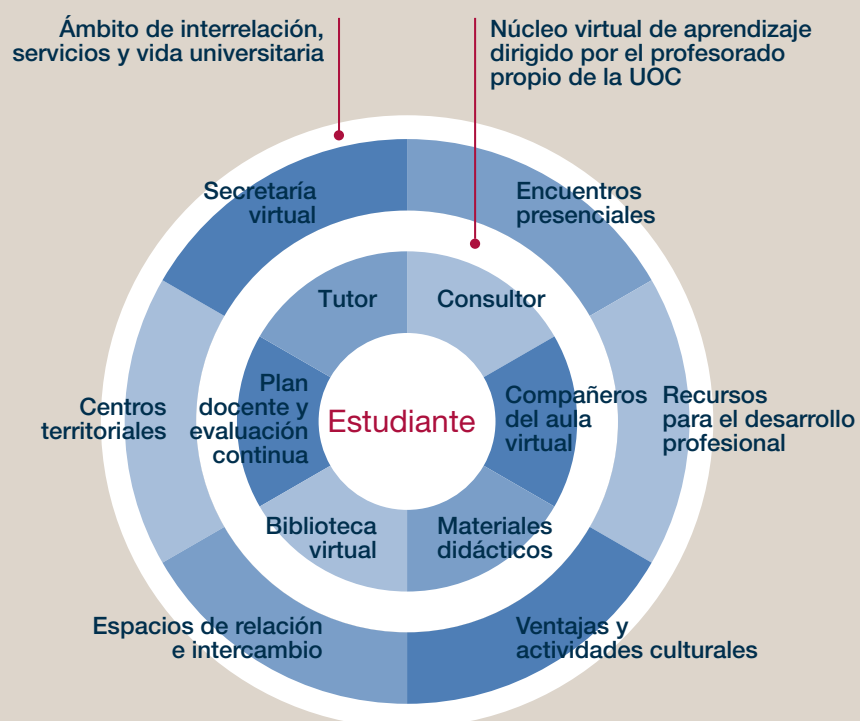 Ámbito de interrelación,
servicios y vida universitaria
Núcleo virtual de aprendizaje
dirigido por el profesorado
propio de la UOC
Secretaría
virtual
Encuentros
presenciales
Tutor
Consultor
Centros
territoriales
Plan
docente y
evaluación
continua
Estudiante
Compañeros
del aula
virtual
Recursos
para el desarrollo
profesional
Biblioteca
virtual
Materiales
didácticos
Espacios de relación
e intercambio
Ventajas y
actividades culturales